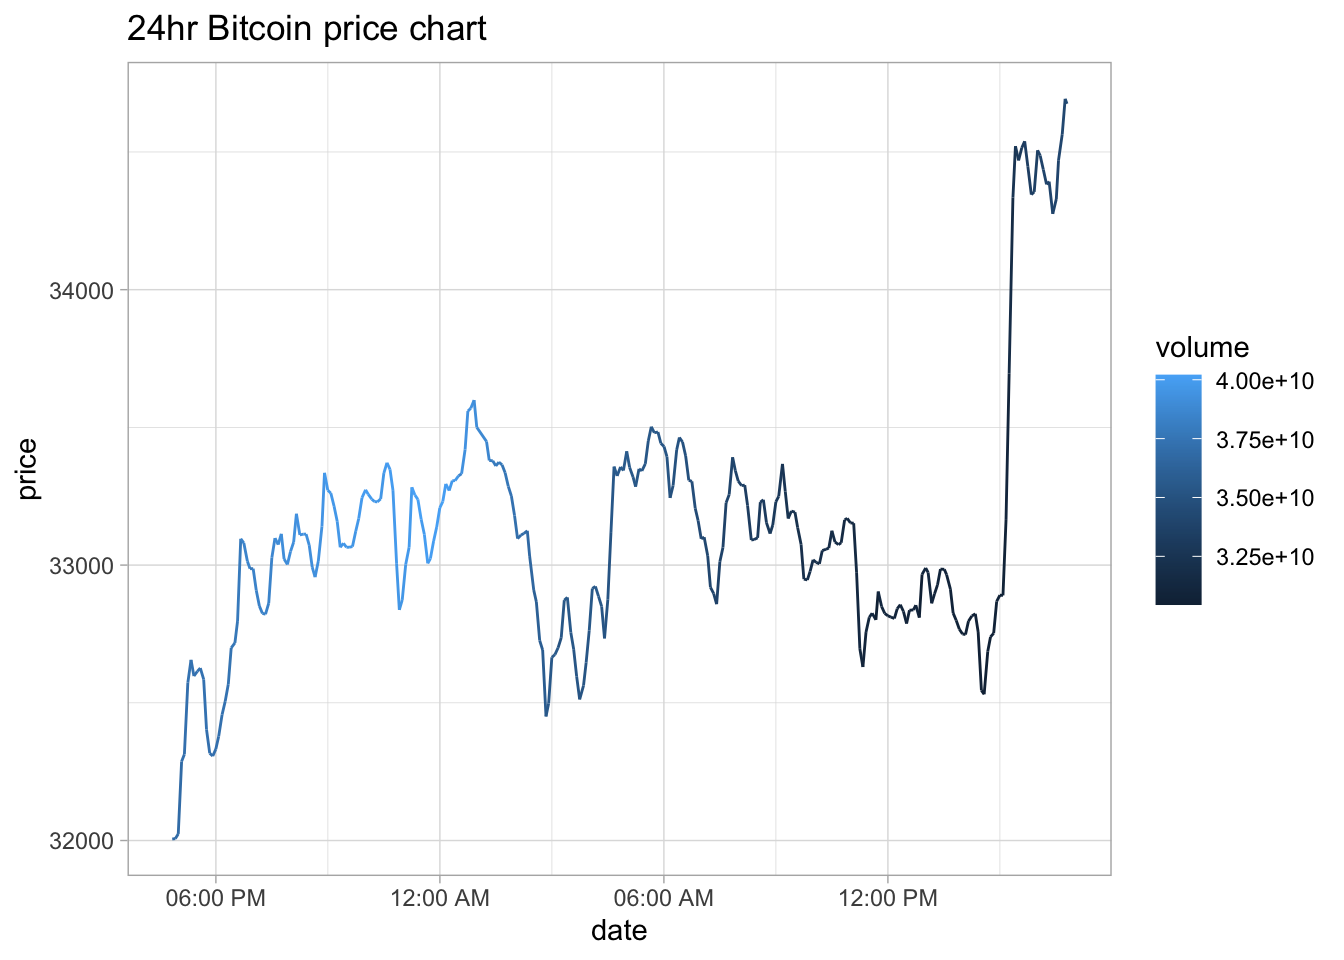 24hr Bitcoin price chart
price
34000
33000
32000
06:00 PM
12:00 AM
06:00 AM
12:00 PM
date
volume
4.00e+10
3.75e+10
3.50e+10
3.25e+10